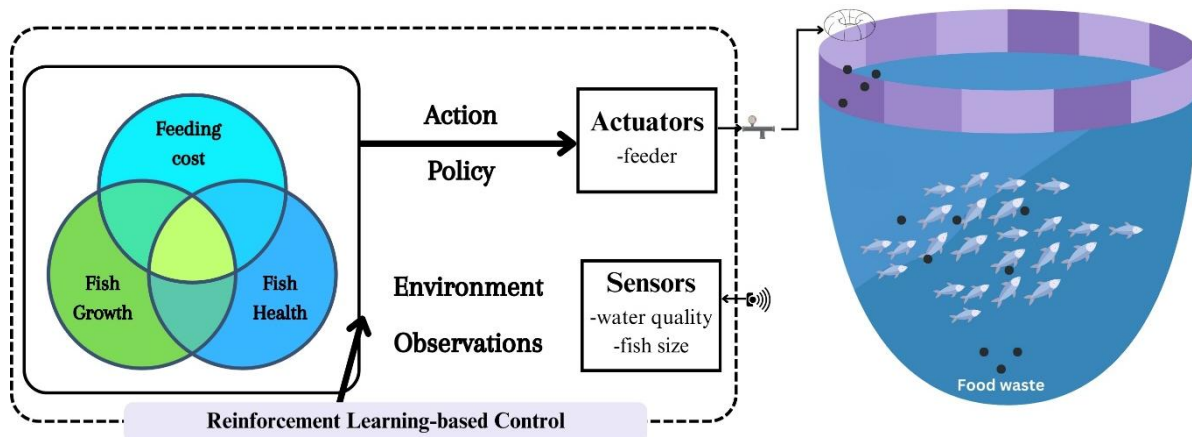 Feeding
cost
Fish
Growth
Fish
Health
Action
Policy
Actuators
-feeder
Environment
Observations
Sensors
-water quality
-fish size
Reinforcement Learning-based Control
Food waste